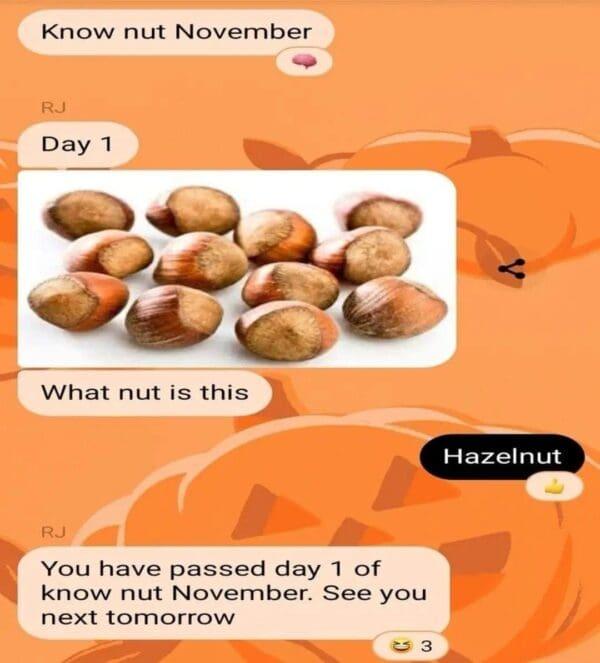 Know nut November
RJ
Day 1
What nut is this
Hazelnut
RJ
You have passed day 1 of
know nut November. See you
next tomorrow
3